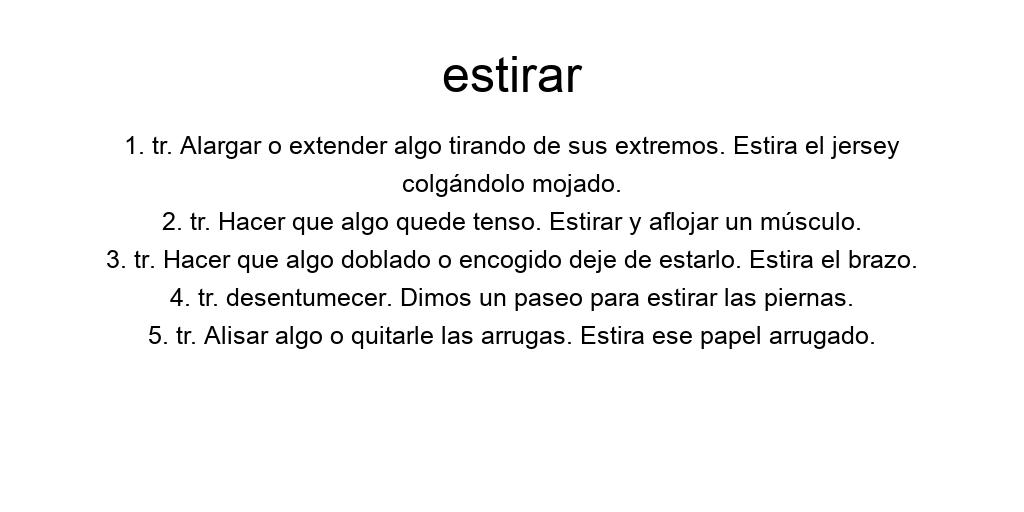 estirar
1. tr. Alargar o extender algo tirando de sus extremos. Estira el jersey
colgándolo mojado.
2. tr. Hacer que algo quede tenso. Estirar y aflojar un músculo.
3. tr. Hacer que algo doblado o encogido deje de estarlo. Estira el brazo.
4. tr. desentumecer. Dimos un paseo para estirar las piernas.
5. tr. Alisar algo o quitarle las arrugas. Estira ese papel arrugado.